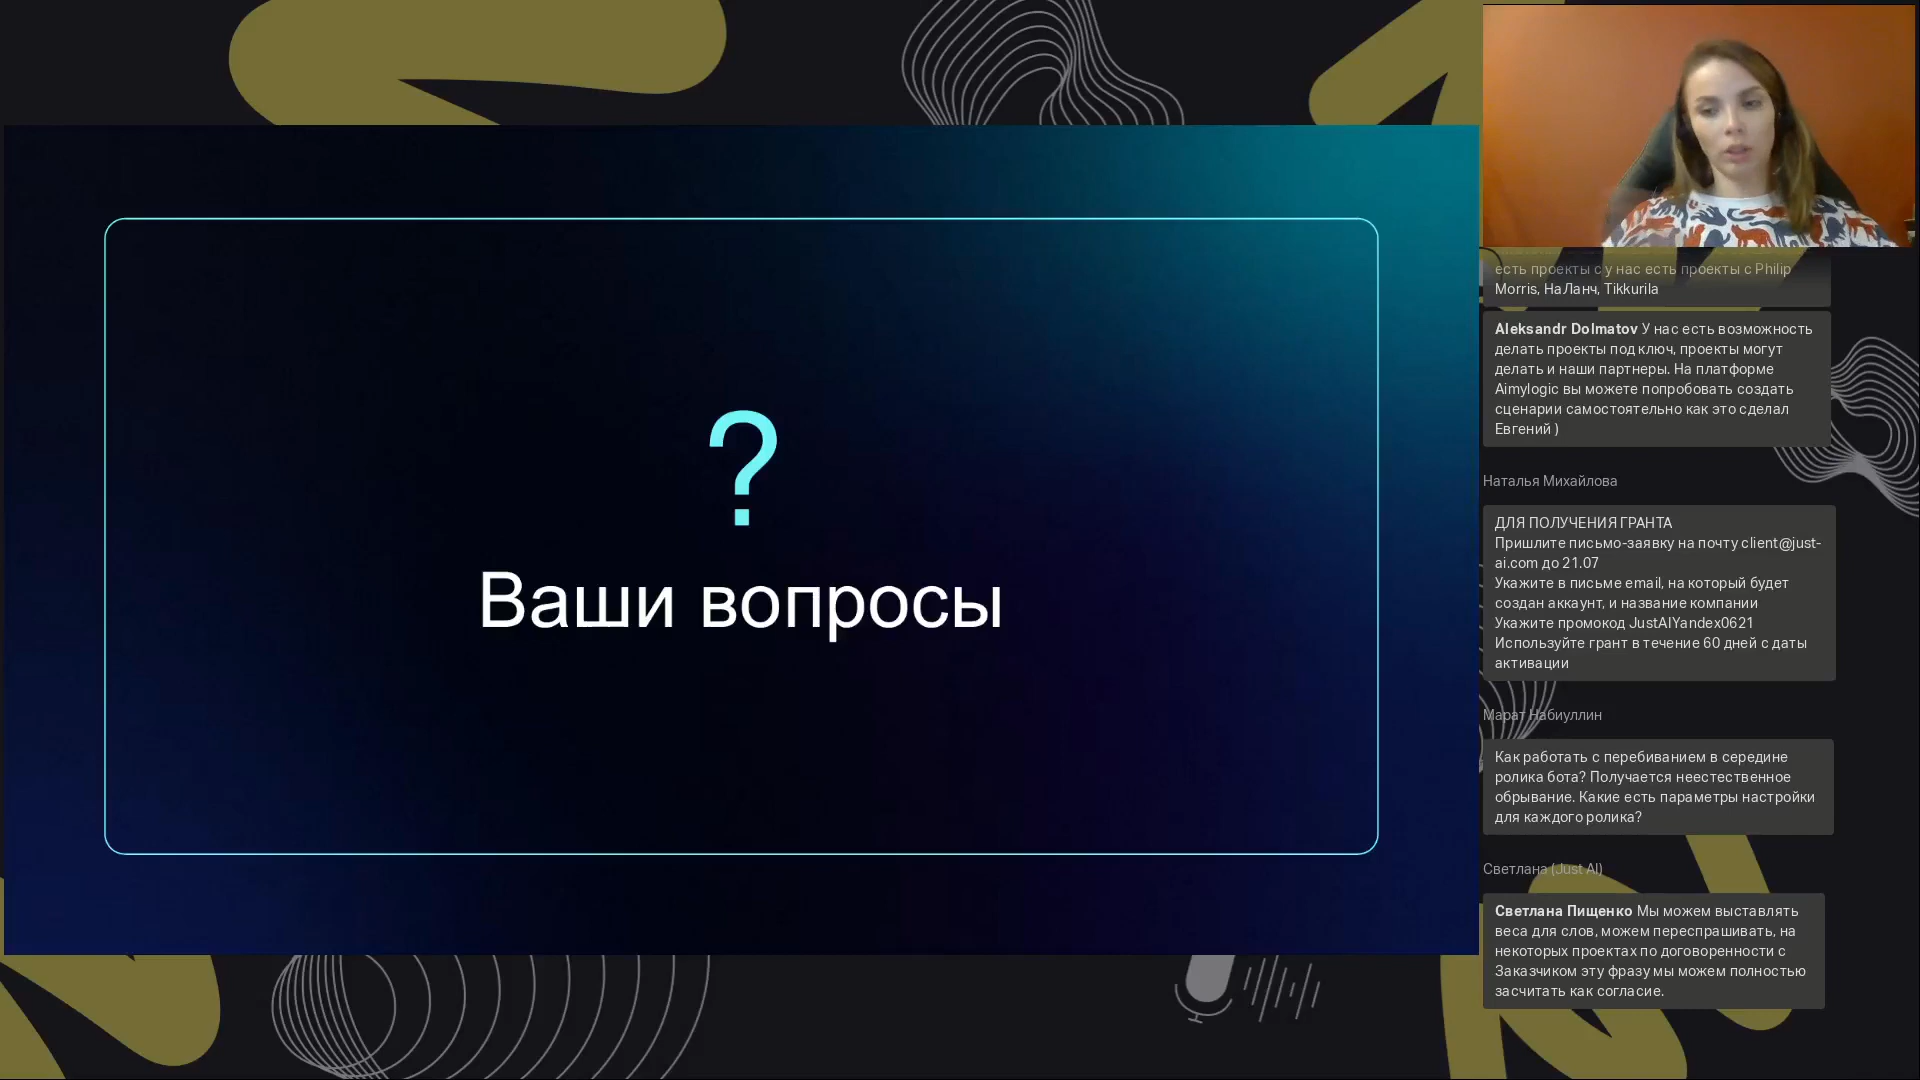 ?
Ваши вопросы
есть проекты с у нас есть проекты с Philip
Morris, НаЛанч, Tikkurila
Aleksandr Dolmatov У нас есть возможность
делать проекты под ключ, проекты могут
делать и наши партнеры. На платформе
Aimylogic вы можете попробовать создать
сценарии самостоятельно как это сделал
Евгений )
Наталья Михайлова
ДЛЯ ПОЛУЧЕНИЯ ГРАНТА
Пришлите письмо-заявку на почту client@just-
ai.com до 21.07
Укажите в письме email, на который будет
создан аккаунт, и название компании
Укажите промокод JustAIYandex0621
Используйте грант в течение 60 дней с даты
активации
Марат Набиуллин
Как работать с перебиванием в середине
ролика бота? Получается неестественное
обрывание. Какие есть параметры настройки
для каждого ролика?
Светлана (Just AI)
Светлана Пищенко Мы можем выставлять
веса для слов, можем переспрашивать, на
некоторых проектах по договоренности с
Заказчиком эту фразу мы можем полностью
засчитать как согласие.